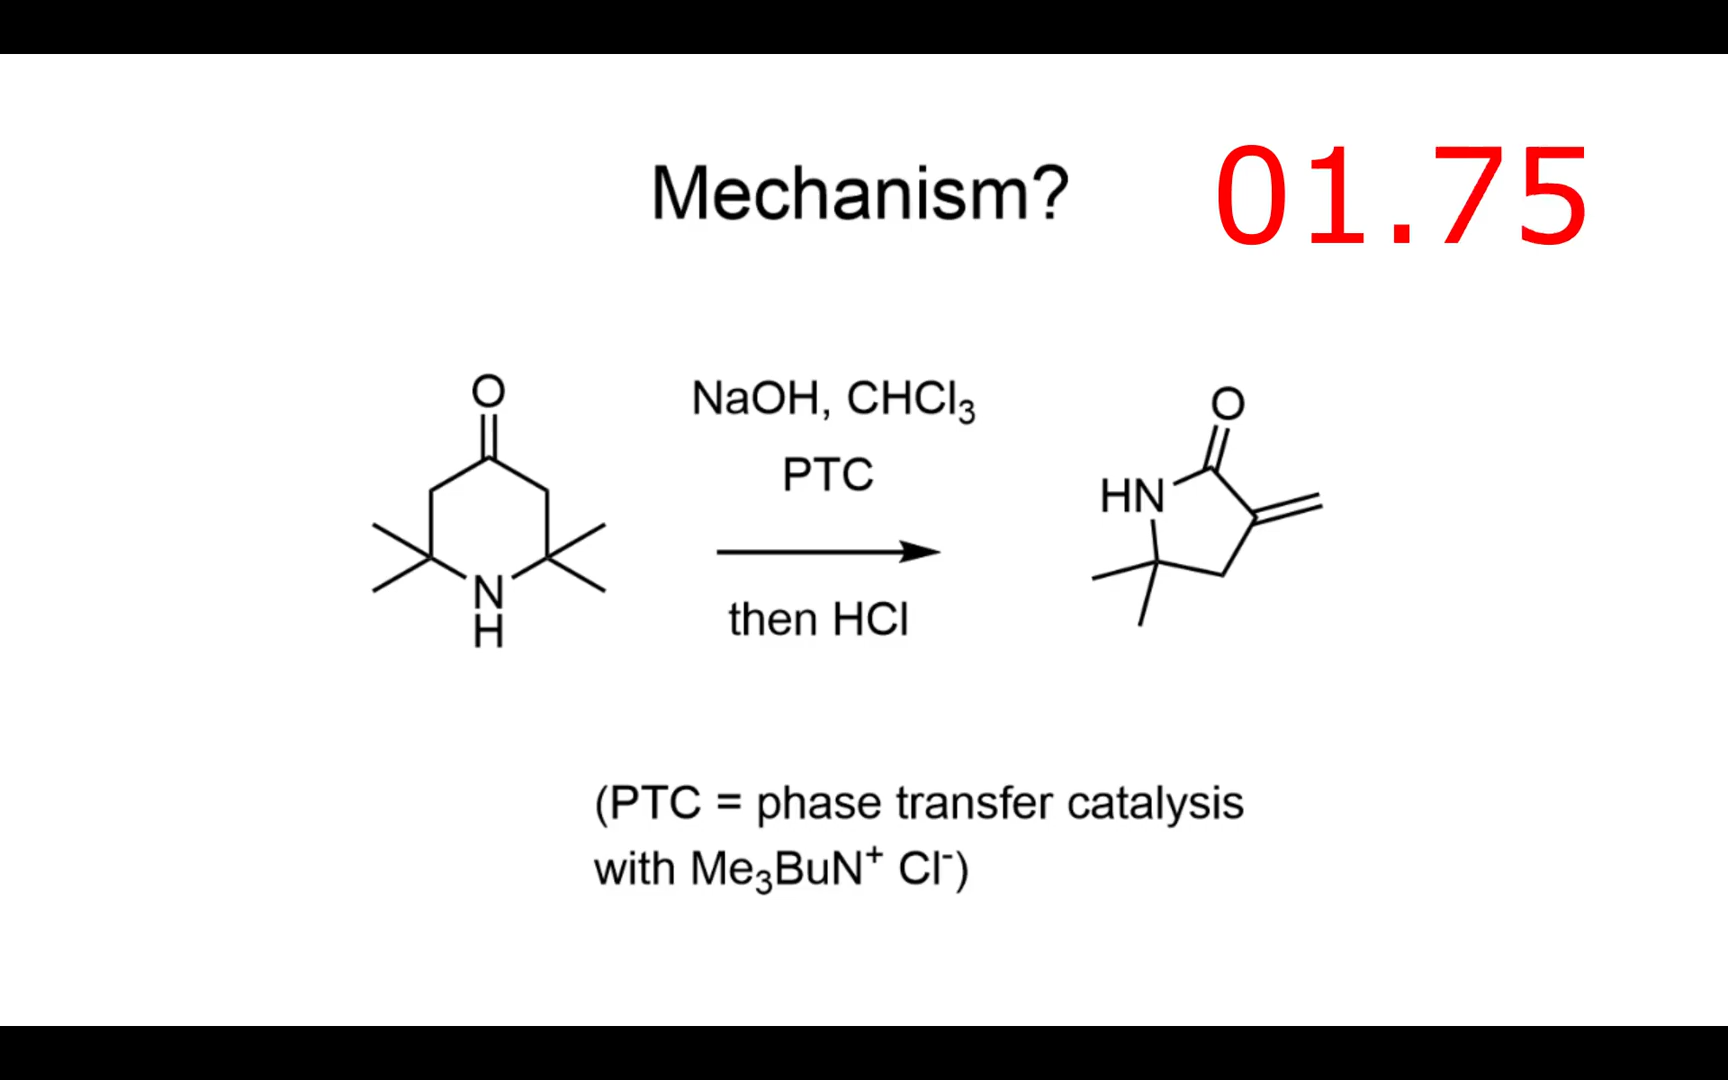 Mechanism?
01.75
O
N
H
NaOH, CHCl₃
PTC
then HCl
O
HN
(PTC = phase transfer catalysis
with Me₃BuN⁺ Cl⁻)